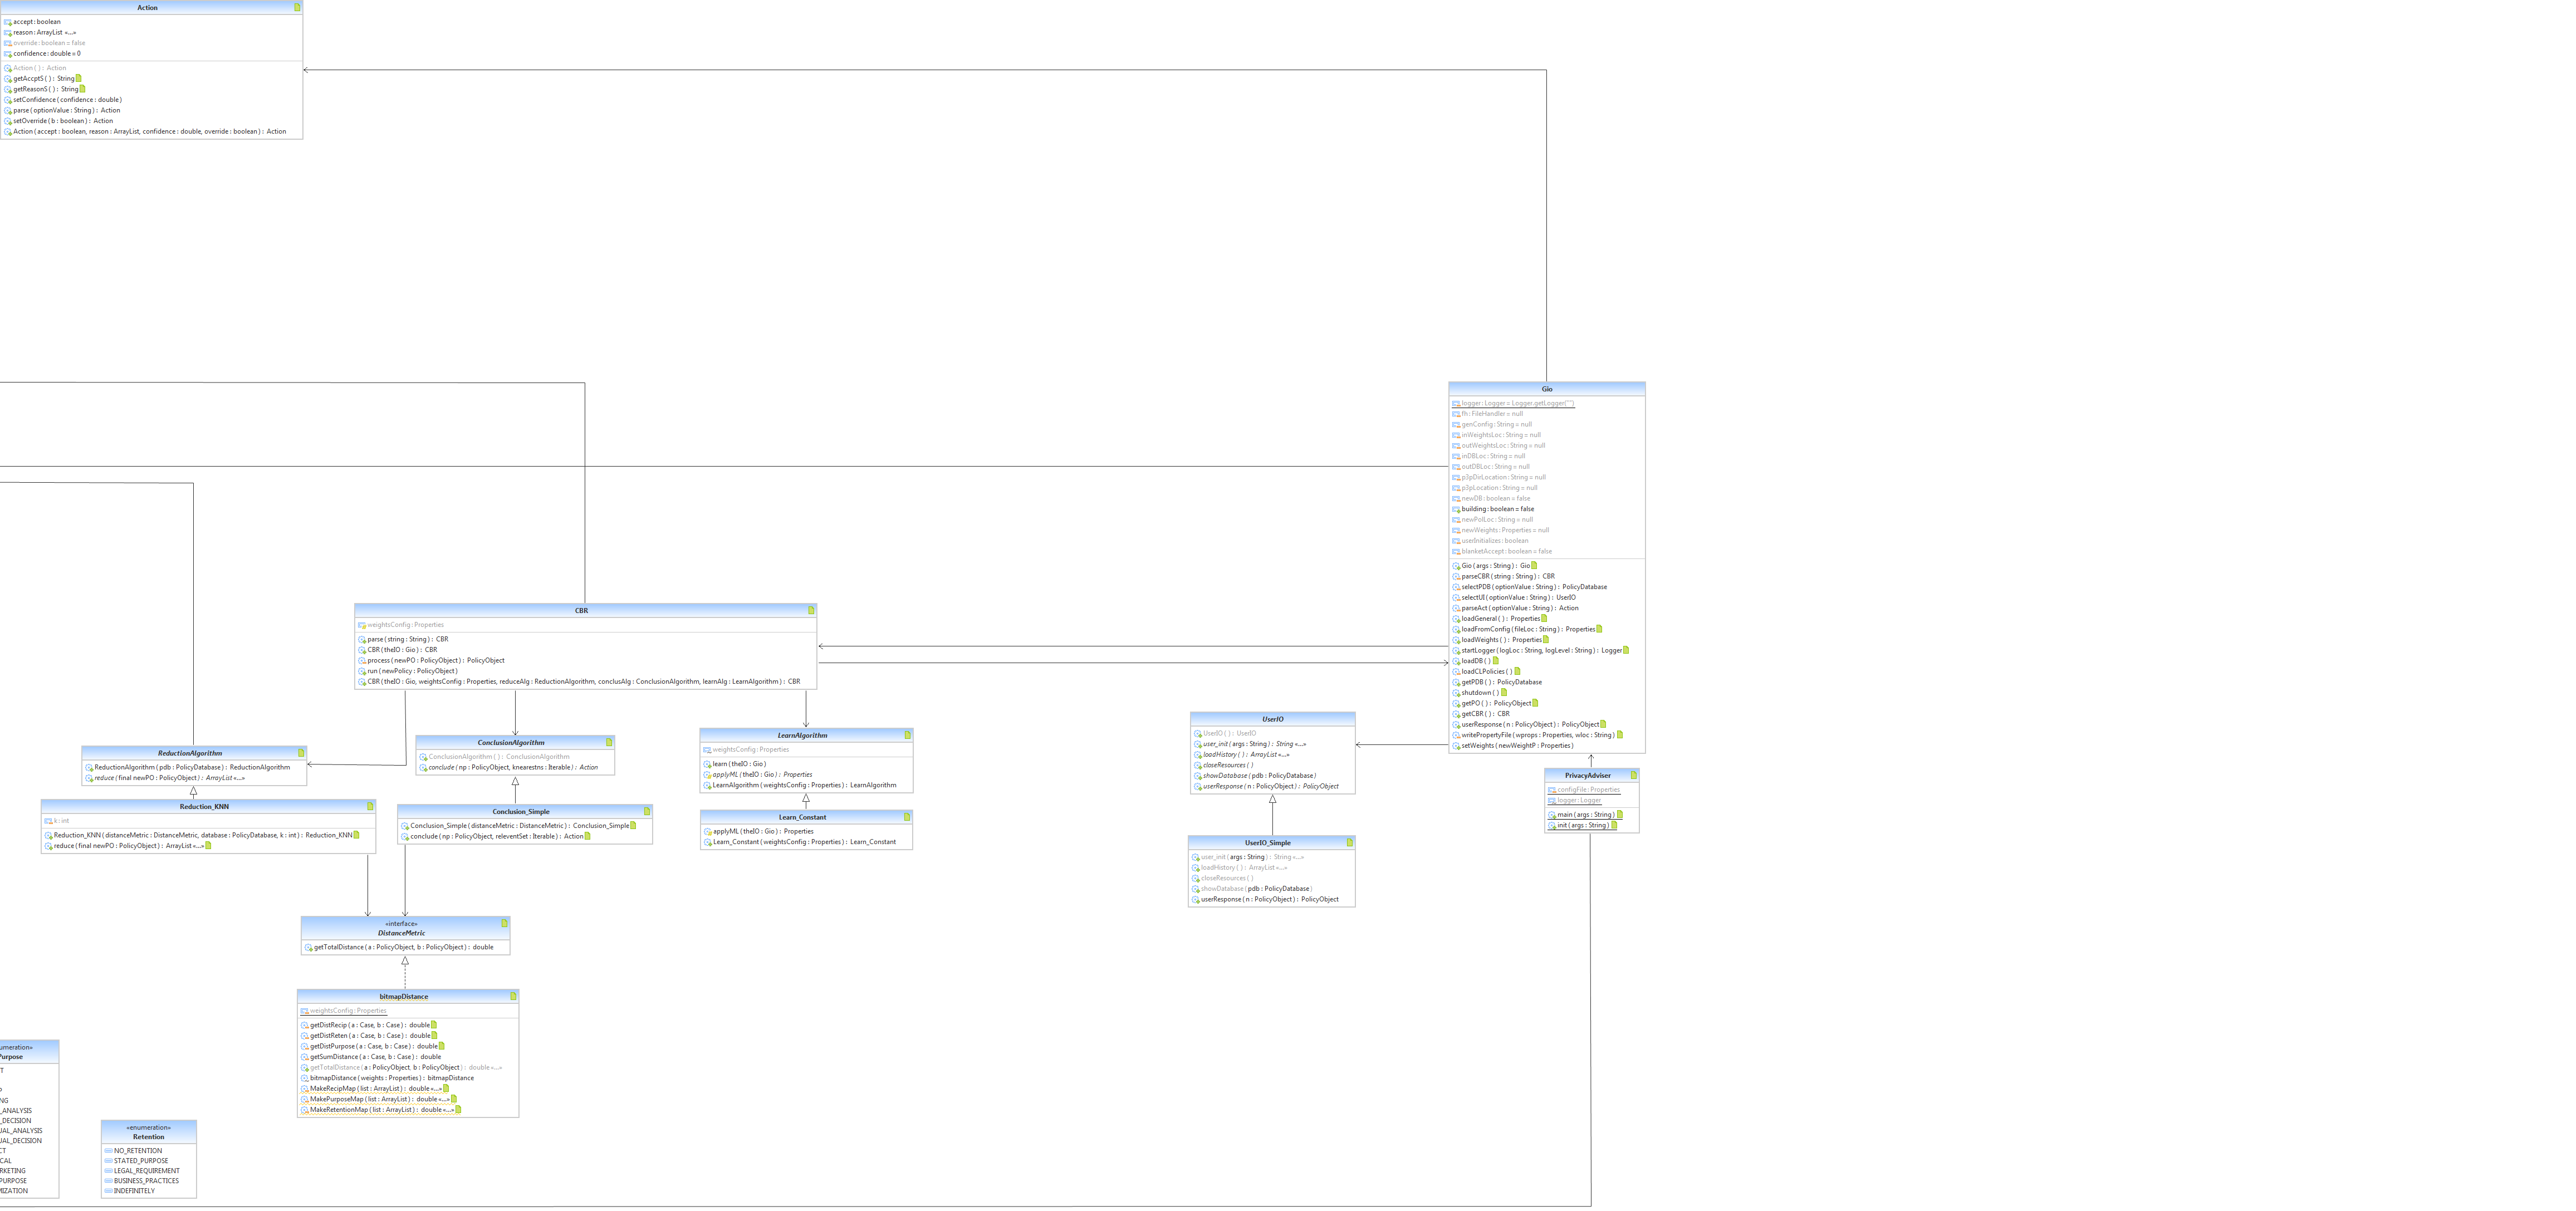 Action
accept : boolean
reason : ArrayList «...»
override : boolean = false
confidence : double = 0
Action ( ) : Action
getAccptS ( ) : String
getReasonS ( ) : String
setConfidence ( confidence : double )
parse ( optionValue : String ) : Action
setOverride ( b : boolean ) : Action
Action ( accept : boolean, reason : ArrayList, confidence : double, override : boolean ) : Action
Gio
logger : Logger = Logger.getLogger("")
fh : FileHandler = null
genConfig : String = null
inWeightsLoc : String = null
outWeightsLoc : String = null
inDBLoc : String = null
outDBLoc : String = null
p3pDirLocation : String = null
p3pLocation : String = null
newDB : boolean = false
building : boolean = false
newPolLoc : String = null
newWeights : Properties = null
userInitializes : boolean
blanketAccept : boolean = false
Gio ( args : String ) : Gio
parseCBR ( string : String ) : CBR
selectPDB ( optionValue : String ) : PolicyDatabase
selectUI ( optionValue : String ) : UserIO
parseAct ( optionValue : String ) : Action
loadGeneral ( ) : Properties
loadFromConfig ( fileLoc : String ) : Properties
loadWeights ( ) : Properties
startLogger ( logLoc : String, logLevel : String ) : Logger
loadDB ( )
loadCLPolicies ( )
getPDB ( ) : PolicyDatabase
shutdown ( )
getPO ( ) : PolicyObject
getCBR ( ) : CBR
userResponse ( n : PolicyObject ) : PolicyObject
writePropertyFile ( wprops : Properties, wloc : String )
setWeights ( newWeightP : Properties )
CBR
weightsConfig : Properties
parse ( string : String ) : CBR
CBR ( theIO : Gio ) : CBR
process ( newPO : PolicyObject ) : PolicyObject
run ( newPolicy : PolicyObject )
CBR ( theIO : Gio, weightsConfig : Properties, reduceAlg : ReductionAlgorithm, conclusAlg : ConclusionAlgorithm, learnAlg : LearnAlgorithm ) : CBR
ReductionAlgorithm
ReductionAlgorithm ( pdb : PolicyDatabase ) : ReductionAlgorithm
reduce ( final newPO : PolicyObject ) : ArrayList «...»
ConclusionAlgorithm
ConclusionAlgorithm ( ) : ConclusionAlgorithm
conclude ( np : PolicyObject, knearestns : Iterable ) : Action
LearnAlgorithm
weightsConfig : Properties
learn ( theIO : Gio )
applyML ( theIO : Gio ) : Properties
LearnAlgorithm ( weightsConfig : Properties ) : LearnAlgorithm
UserIO
UserIO ( ) : UserIO
user_init ( args : String ) : String «...»
loadHistory ( ) : ArrayList «...»
closeResources ( )
showDatabase ( pdb : PolicyDatabase )
userResponse ( n : PolicyObject ) : PolicyObject
PrivacyAdviser
configFile : Properties
logger : Logger
main ( args : String )
init ( args : String )
Reduction_KNN
k : int
Reduction_KNN ( distanceMetric : DistanceMetric, database : PolicyDatabase, k : int ) : Reduction_KNN
reduce ( final newPO : PolicyObject ) : ArrayList «...»
Conclusion_Simple
Conclusion_Simple ( distanceMetric : DistanceMetric ) : Conclusion_Simple
conclude ( np : PolicyObject, releventSet : Iterable ) : Action
Learn_Constant
applyML ( theIO : Gio ) : Properties
Learn_Constant ( weightsConfig : Properties ) : Learn_Constant
UserIO_Simple
user_init ( args : String ) : String «...»
loadHistory ( ) : ArrayList «...»
closeResources ( )
showDatabase ( pdb : PolicyDatabase )
userResponse ( n : PolicyObject ) : PolicyObject
«interface»
DistanceMetric
getTotalDistance ( a : PolicyObject, b : PolicyObject ) : double
bitmapDistance
weightsConfig : Properties
getDistRecip ( a : Case, b : Case ) : double
getDistReten ( a : Case, b : Case ) : double
getDistPurpose ( a : Case, b : Case ) : double
getSumDistance ( a : Case, b : Case ) : double
getTotalDistance ( a : PolicyObject, b : PolicyObject ) : double «...»
bitmapDistance ( weights : Properties ) : bitmapDistance
MakeRecipMap ( list : ArrayList ) : double «...»
MakePurposeMap ( list : ArrayList ) : double «...»
MakeRetentionMap ( list : ArrayList ) : double «...»
umeration»
urpose
T
NG
_ANALYSIS
_DECISION
UAL_ANALYSIS
UAL_DECISION
CT
CAL
RKETING
PURPOSE
MIZATION
«enumeration»
Retention
NO_RETENTION
STATED_PURPOSE
LEGAL_REQUIREMENT
BUSINESS_PRACTICES
INDEFINITELY